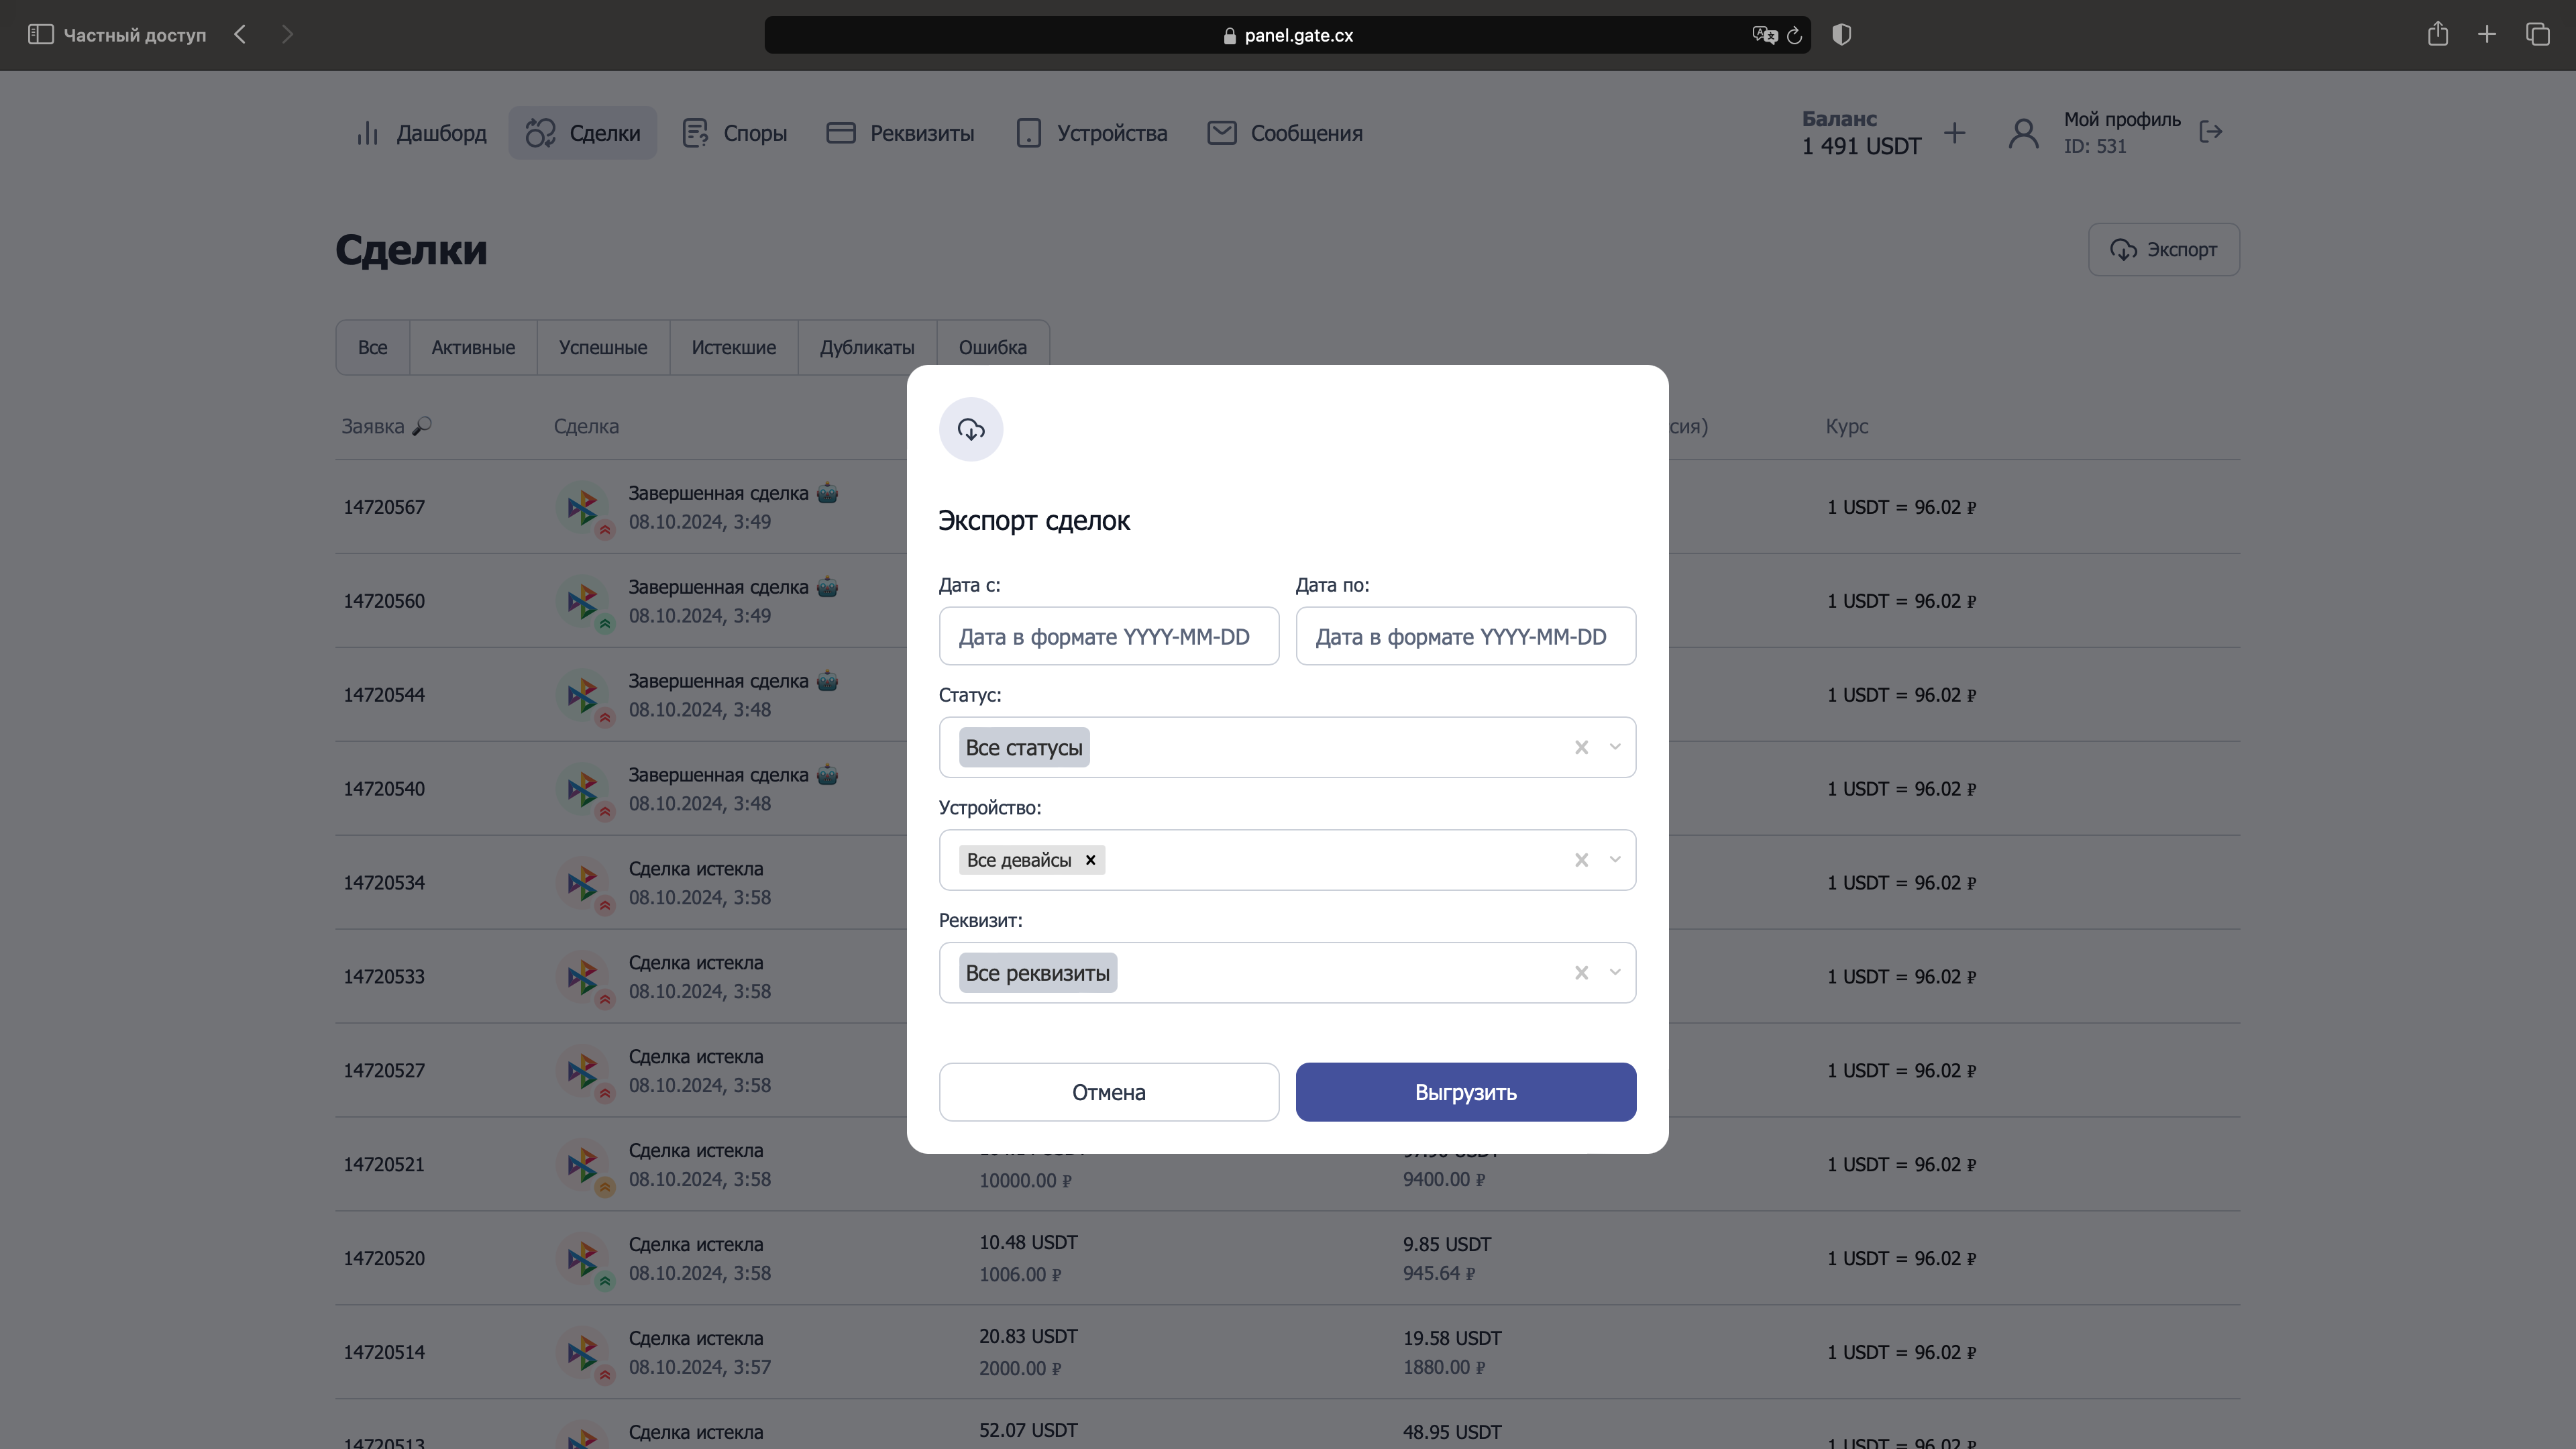 Частный доступ
panel.gate.cx
Дашборд
Сделки
Споры
Реквизиты
Устройства
Сообщения
Баланс
1 491 USDT
Мой профиль
ID: 531
Сделки
Экспорт
Все
Активные
Успешные
Истекшие
Дубликаты
Ошибка
Заявка
Сделка
сия)
Курс
14720567
Завершенная сделка
08.10.2024, 3:49
1 USDT = 96.02 ₽
14720560
Завершенная сделка
08.10.2024, 3:49
1 USDT = 96.02 ₽
14720544
Завершенная сделка
08.10.2024, 3:48
1 USDT = 96.02 ₽
14720540
Завершенная сделка
08.10.2024, 3:48
1 USDT = 96.02 ₽
14720534
Сделка истекла
08.10.2024, 3:58
1 USDT = 96.02 ₽
14720533
Сделка истекла
08.10.2024, 3:58
1 USDT = 96.02 ₽
14720527
Сделка истекла
08.10.2024, 3:58
1 USDT = 96.02 ₽
14720521
Сделка истекла
08.10.2024, 3:58
10000.00 ₽
9400.00 ₽
1 USDT = 96.02 ₽
14720520
Сделка истекла
08.10.2024, 3:58
10.48 USDT
1006.00 ₽
9.85 USDT
945.64 ₽
1 USDT = 96.02 ₽
14720514
Сделка истекла
08.10.2024, 3:57
20.83 USDT
2000.00 ₽
19.58 USDT
1880.00 ₽
1 USDT = 96.02 ₽
14720513
Сделка истекла
52.07 USDT
48.95 USDT
1 USDT = 96.02 ₽
Экспорт сделок
Дата с:
Дата по:
Дата в формате YYYY-MM-DD
Дата в формате YYYY-MM-DD
Статус:
Все статусы
Устройство:
Все девайсы
Реквизит:
Все реквизиты
Отмена
Выгрузить